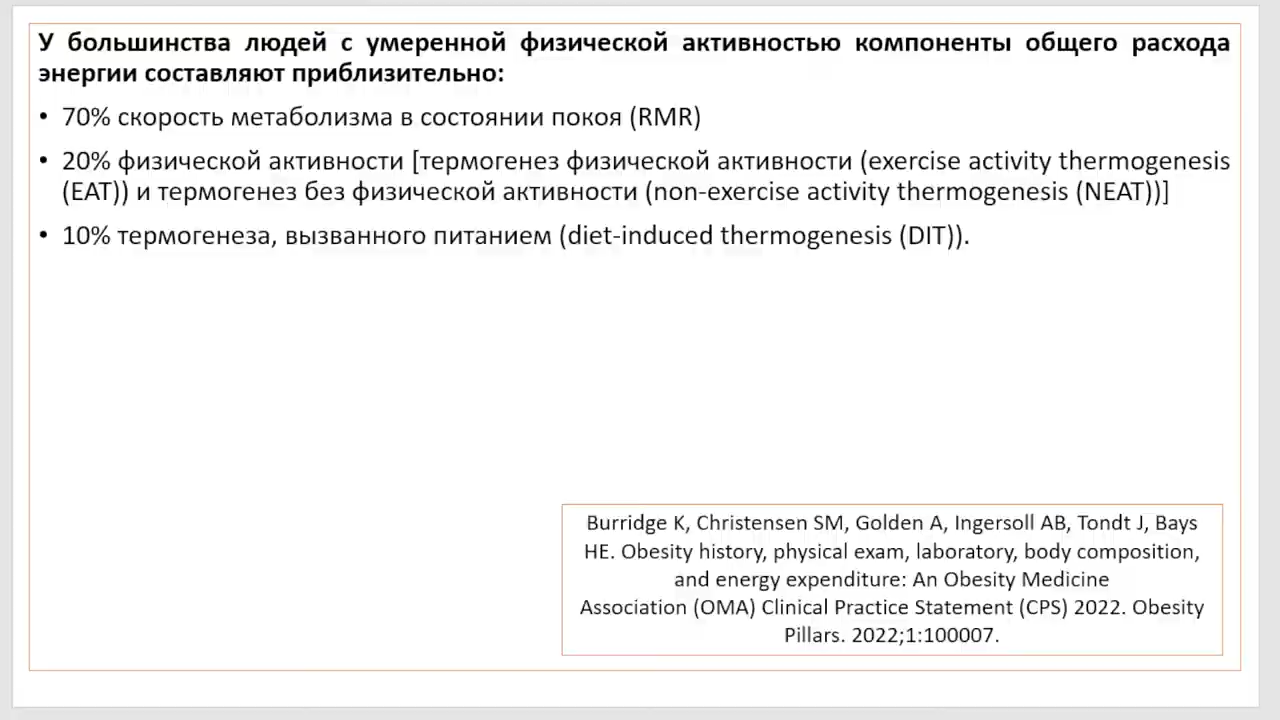 У большинства людей с умеренной физической активностью компоненты общего расхода
энергии составляют приблизительно:
• 70% скорость метаболизма в состоянии покоя (RMR)
• 20% физической активности [термогенез физической активности (exercise activity thermogenesis
(EAT)) и термогенез без физической активности (non-exercise activity thermogenesis (NEAT))]
• 10% термогенеза, вызванного питанием (diet-induced thermogenesis (DIT)).
Burridge K, Christensen SM, Golden A, Ingersoll AB, Tondt J, Bays
HE. Obesity history, physical exam, laboratory, body composition,
and energy expenditure: An Obesity Medicine
Association (OMA) Clinical Practice Statement (CPS) 2022. Obesity
Pillars. 2022;1:100007.